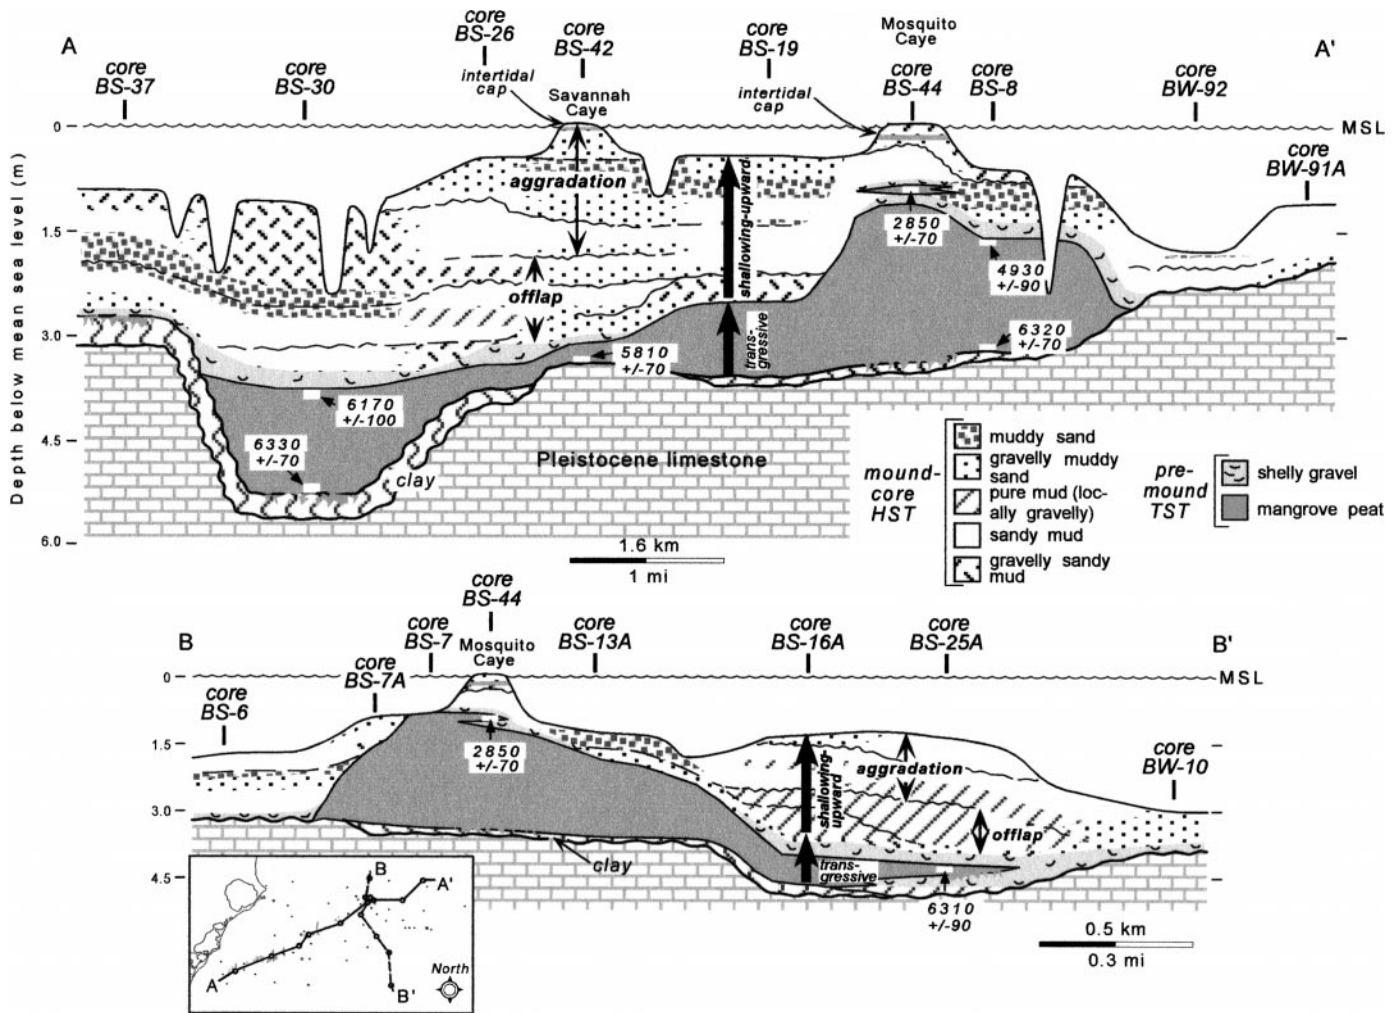 A
core
BS-37
core
BS-30
core
BS-26
intertidal
cap
core
BS-42
Savannah
Caye
core
BS-19
intertidal
cap
Mosquito
Caye
core
BS-44
core
BS-8
core
BW-92
A'
MSL
core
BW-91A
Depth below mean sea level (m)
0
1.5
3.0
4.5
6.0
aggradation
offlap
shallowing-upward
trans-
gressive
2850
+/-70
4930
+/-90
6320
+/-70
5810
+/-70
6170
+/-100
6330
+/-70
clay
Pleistocene limestone
1.6 km
1 mi
mound-
core
HST
muddy sand
gravelly muddy
sand
pure mud (loc-
ally gravelly)
sandy mud
gravelly sandy
mud
pre-
mound
TST
shelly gravel
mangrove peat
B
core
BS-6
core
BS-7A
core
BS-7
core
BS-44
Mosquito
Caye
core
BS-13A
core
BS-16A
core
BS-25A
B'
MSL
core
BW-10
0
1.5
3.0
4.5
2850
+/-70
shallowing-
upward
aggradation
offlap
trans-
gressive
clay
6310
+/-90
0.5 km
0.3 mi
B
A'
A
B'
North